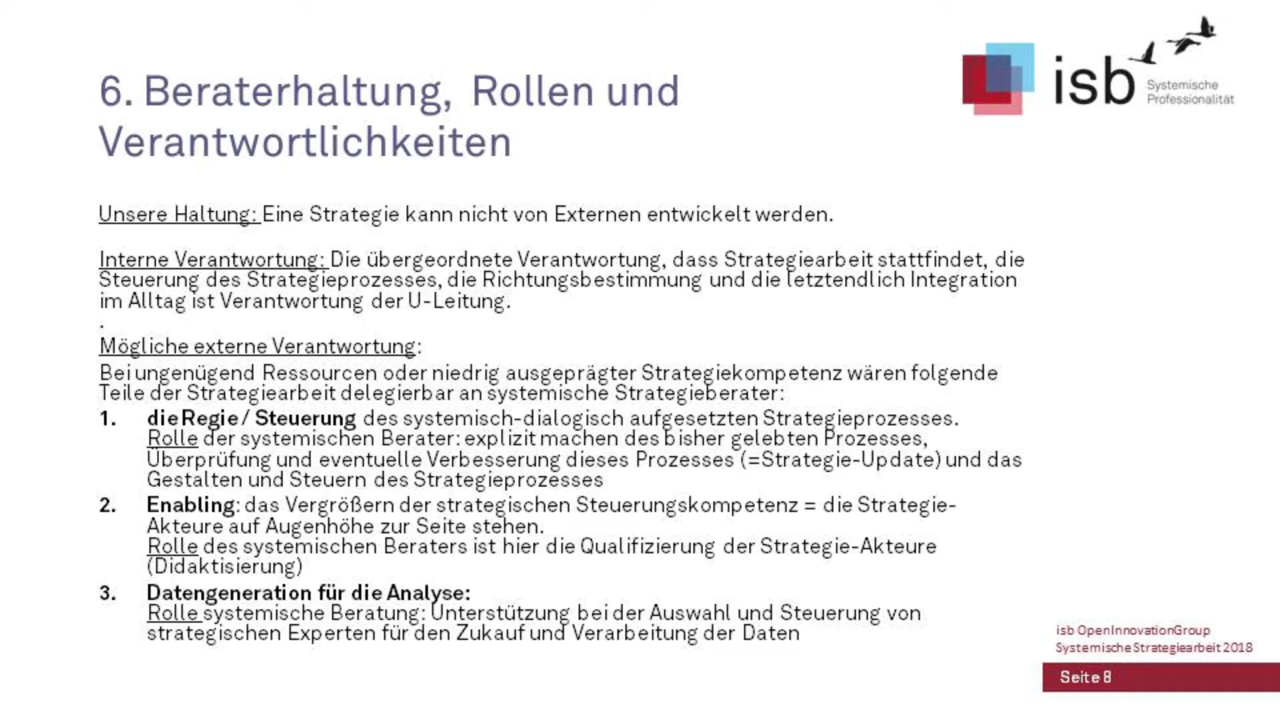 6. Beraterhaltung, Rollen und
Verantwortlichkeiten
isb
Systemische
Professionalität
Unsere Haltung: Eine Strategie kann nicht von Externen entwickelt werden.
Interne Verantwortung: Die übergeordnete Verantwortung, dass Strategiearbeit stattfindet, die
Steuerung des Strategieprozesses, die Richtungsbestimmung und die letztendlich Integration
im Alltag ist Verantwortung der U-Leitung.
.
Mögliche externe Verantwortung:
Bei ungenügend Ressourcen oder niedrig ausgeprägter Strategiekompetenz wären folgende
Teile der Strategiearbeit delegierbar an systemische Strategieberater:
1. die Regie / Steuerung des systemisch-dialogisch aufgesetzten Strategieprozesses.
Rolle der systemischen Berater: explizit machen des bisher gelebten Prozesses,
Überprüfung und eventuelle Verbesserung dieses Prozesses (=Strategie-Update) und das
Gestalten und Steuern des Strategieprozesses
2. Enabling: das Vergrößern der strategischen Steuerungskompetenz = die Strategie-
Akteure auf Augenhöhe zur Seite stehen.
Rolle des systemischen Beraters ist hier die Qualifizierung der Strategie-Akteure
(Didaktisierung)
3. Datengeneration für die Analyse:
Rolle systemische Beratung: Unterstützung bei der Auswahl und Steuerung von
strategischen Experten für den Zukauf und Verarbeitung der Daten
isb OpenInnovationGroup
Systemische Strategiearbeit 2018
Seite 8